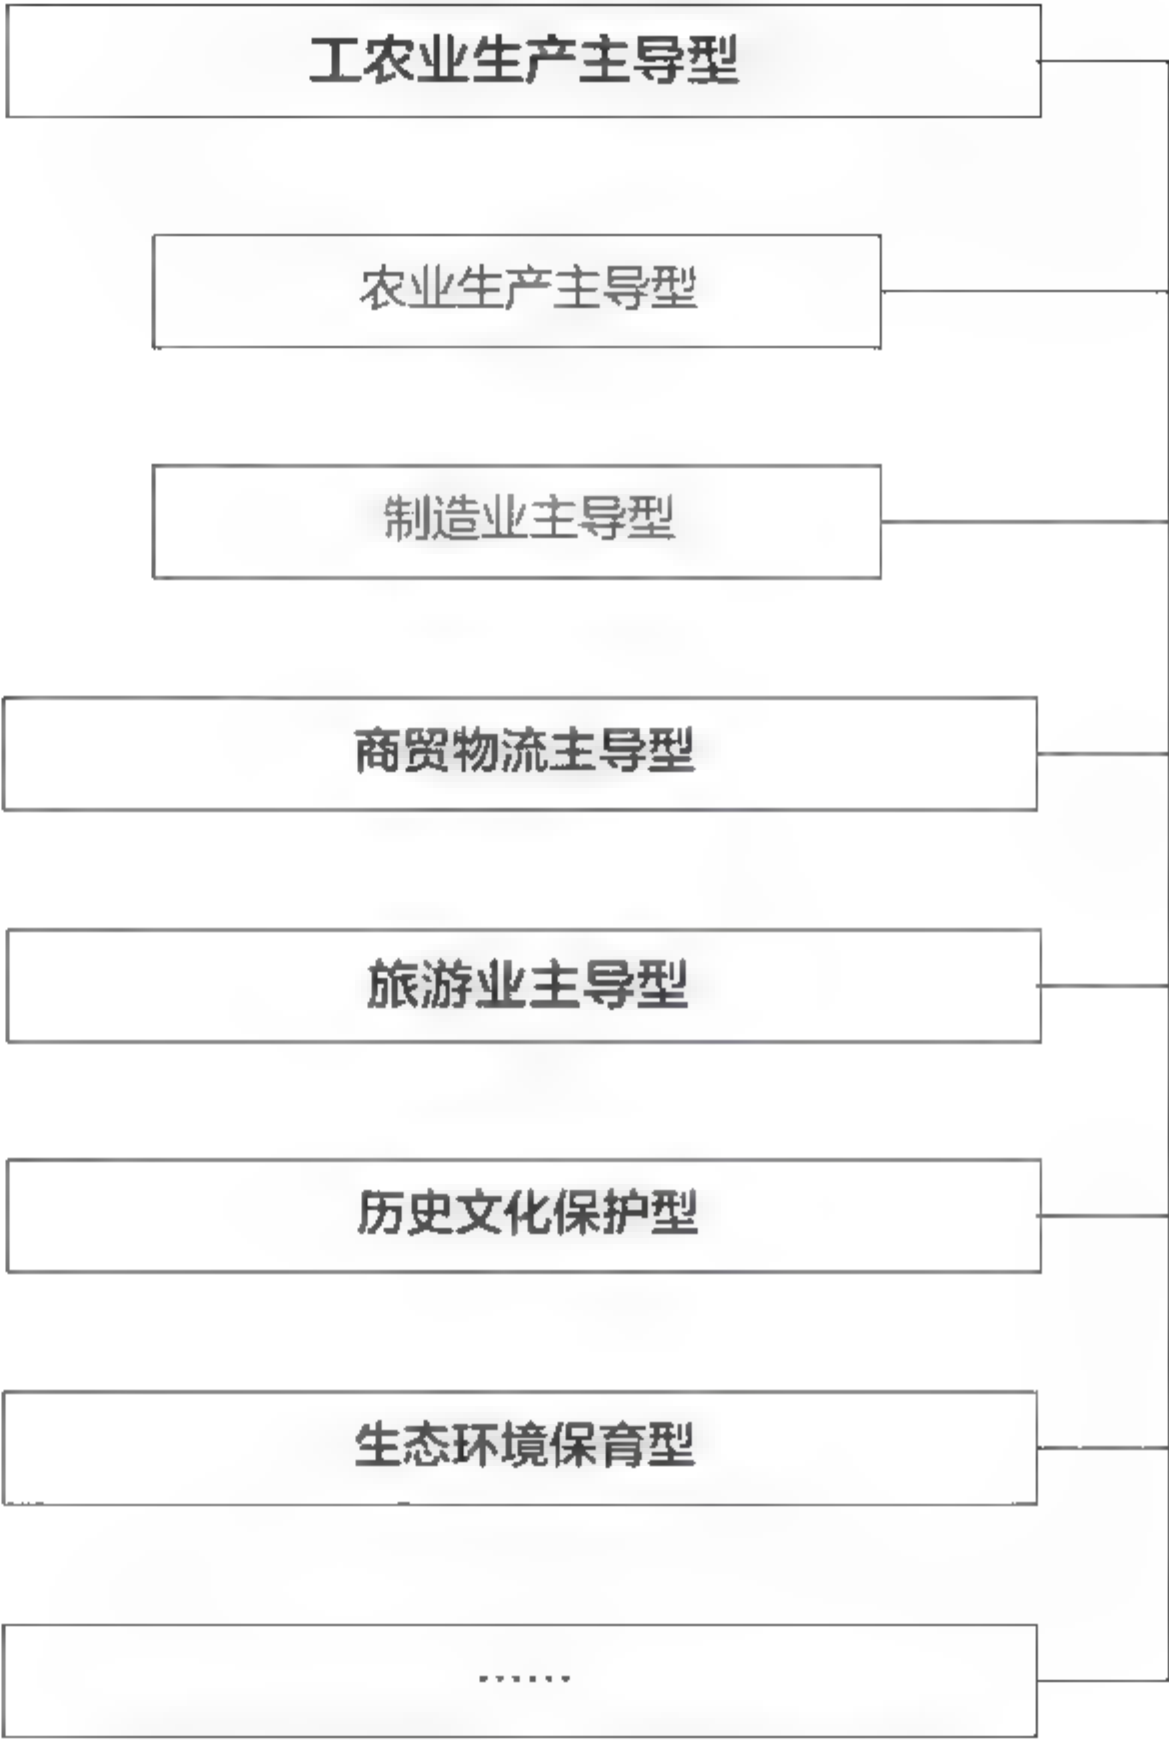 工农业生产主导型
农业生产主导型
制造业主导型
商贸物流主导型
旅游业主导型
历史文化保护型
生态环境保育型
……